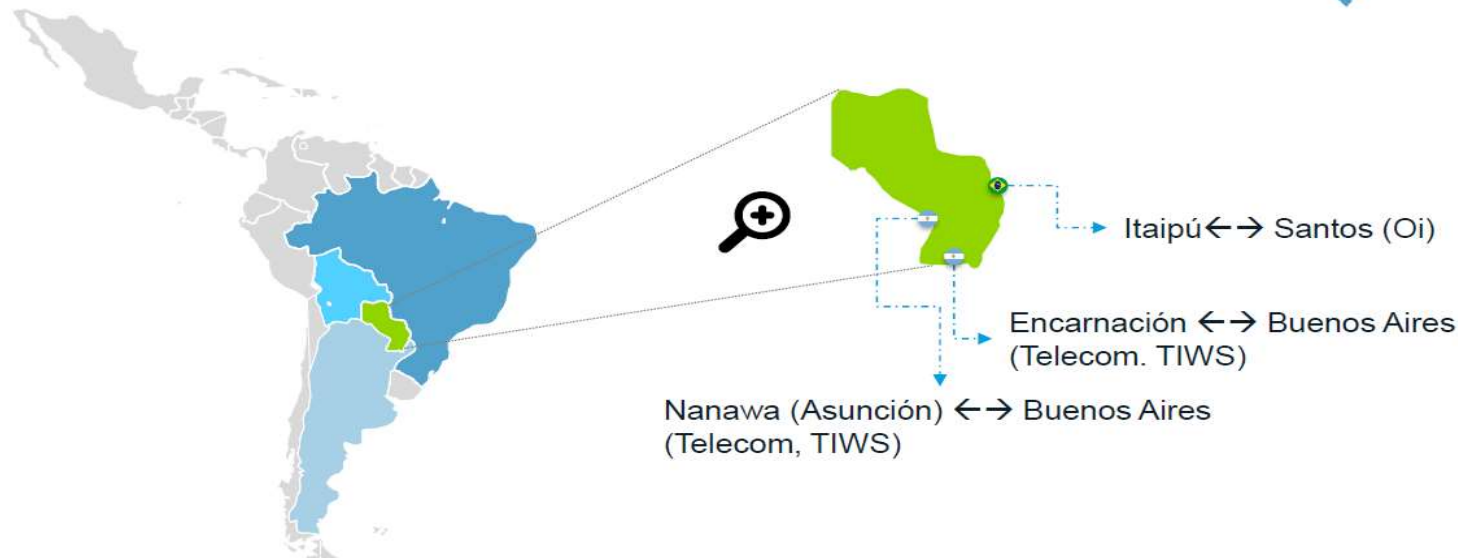 Itaipú←→ Santos (Oi)
Encarnación ←→ Buenos Aires
(Telecom. TIWS)
Nanawa (Asunción) ←→ Buenos Aires
(Telecom, TIWS)